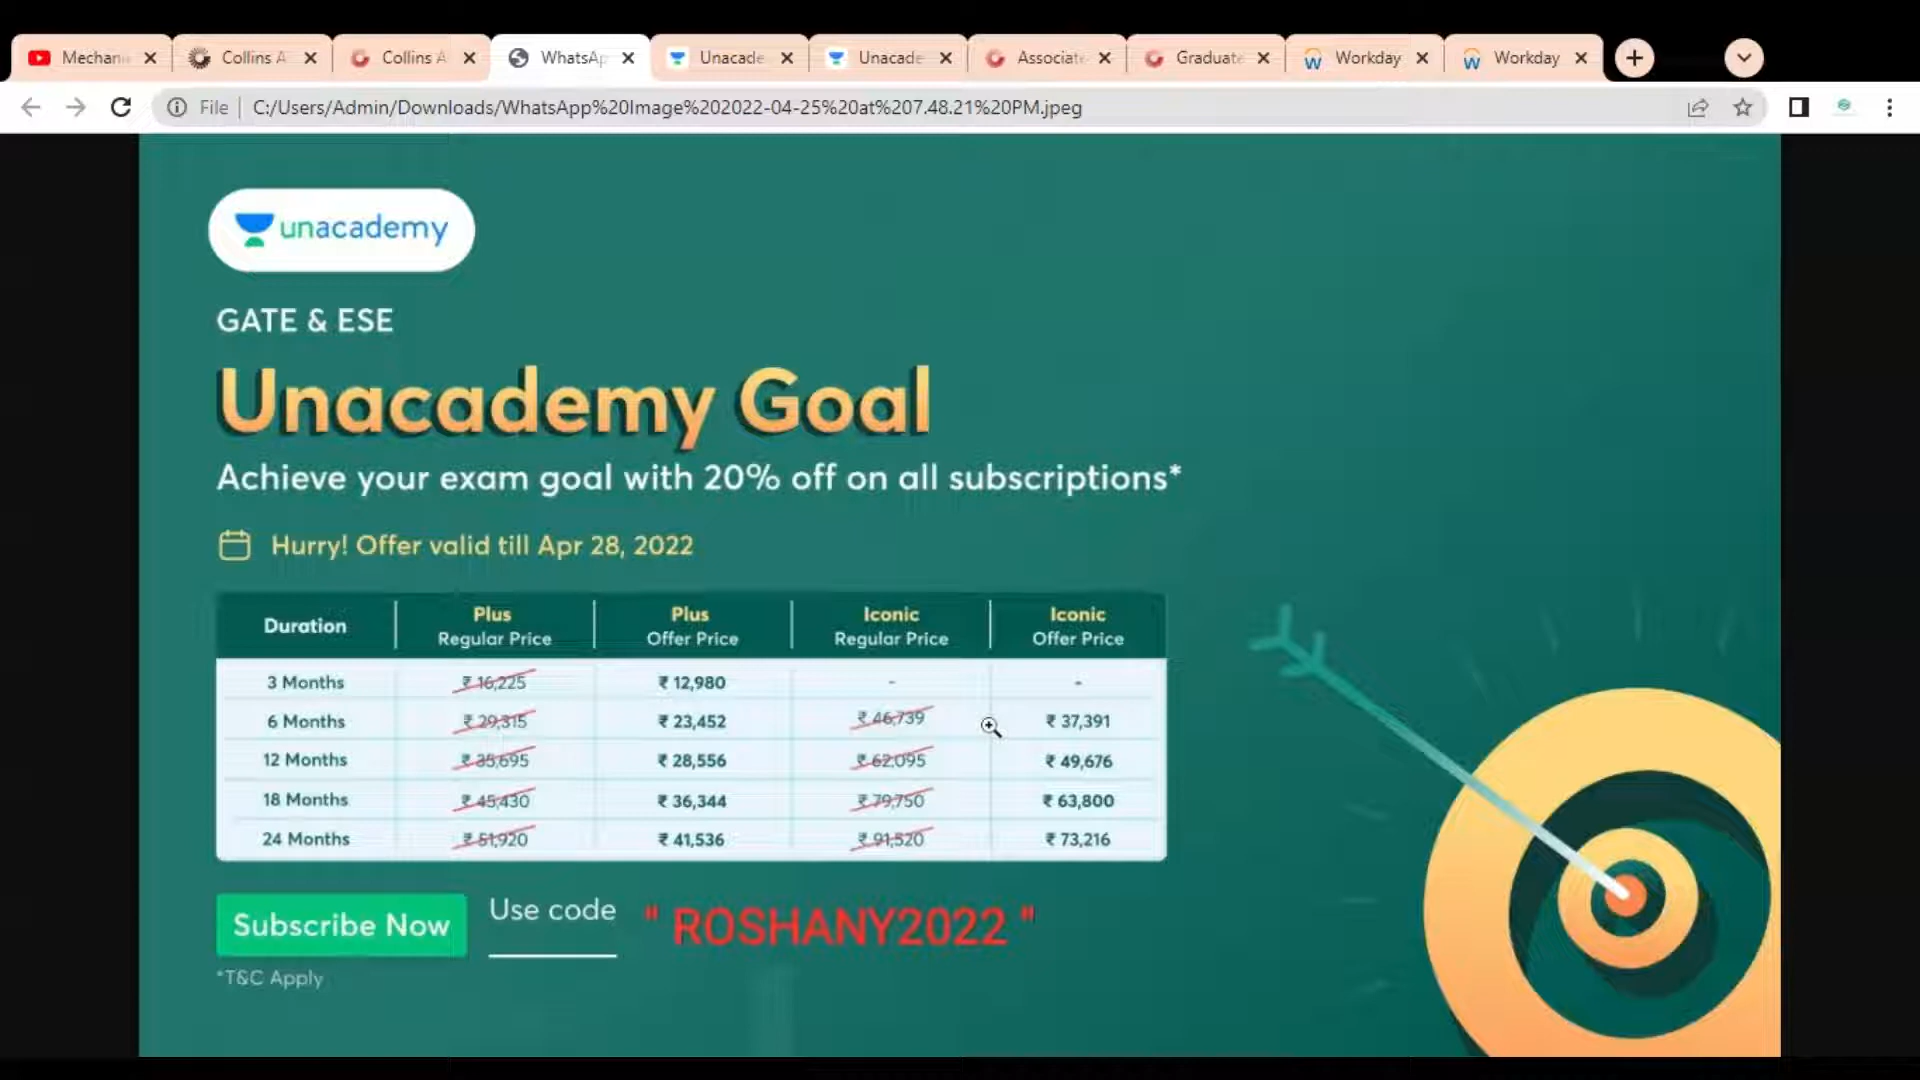 Mechani
Collins A
Collins A
WhatsAp
Unacade
Unacade
Associate
Graduate
Workday
Workday
File
C:/Users/Admin/Downloads/WhatsApp%20Image%202022-04-25%20at%207.48.21%20PM.jpeg
unacademy
GATE & ESE
Unacademy Goal
Achieve your exam goal with 20% off on all subscriptions*
Hurry! Offer valid till Apr 28, 2022
Duration Plus Regular Price Plus Offer Price Iconic Regular Price Iconic Offer Price
3 Months ₹ 16,225 ₹ 12,980 - -
6 Months ₹ 29,315 ₹ 23,452 ₹ 46,739 ₹ 37,391
12 Months ₹ 35,695 ₹ 28,556 ₹ 62,095 ₹ 49,676
18 Months ₹ 45,430 ₹ 36,344 ₹ 79,750 ₹ 63,800
24 Months ₹ 51,920 ₹ 41,536 ₹ 91,520 ₹ 73,216
Subscribe Now
Use code
" ROSHANY2022 "
*T&C Apply